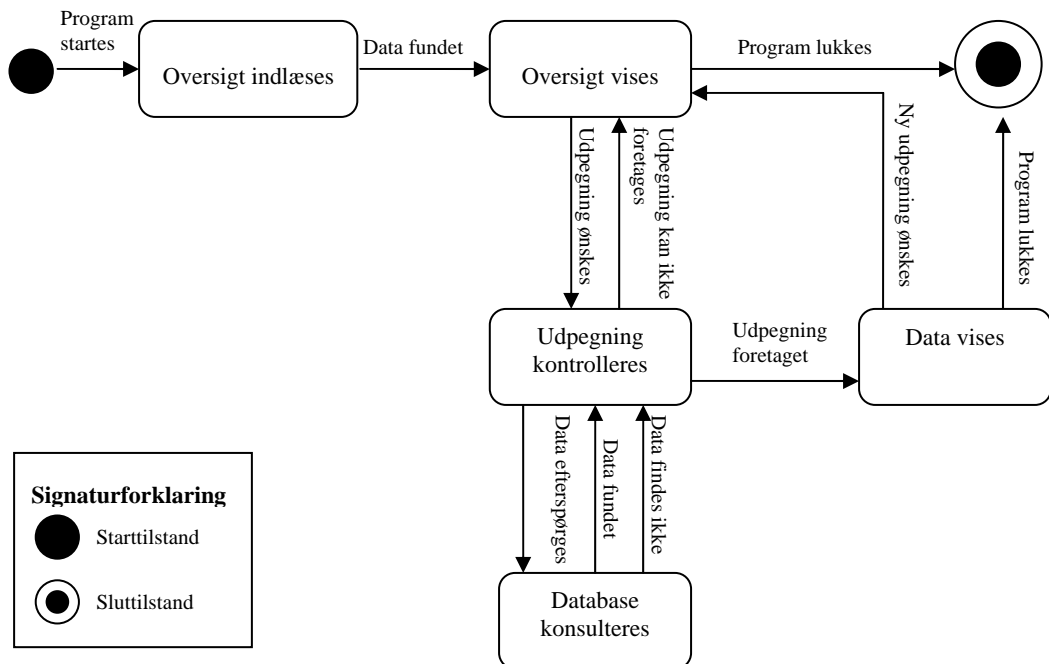 Program
startes
Oversigt indlæses
Data fundet
Oversigt vises
Program lukkes
Udpegning ønskes
Udpegning kan ikke
foretages
Ny udpegning ønskes
Program lukkes
Udpegning
kontrolleres
Udpegning
foretaget
Data vises
Data efterspørges
Data fundet
Data findes ikke
Database
konsulteres
Signaturforklaring
Starttilstand
Sluttilstand